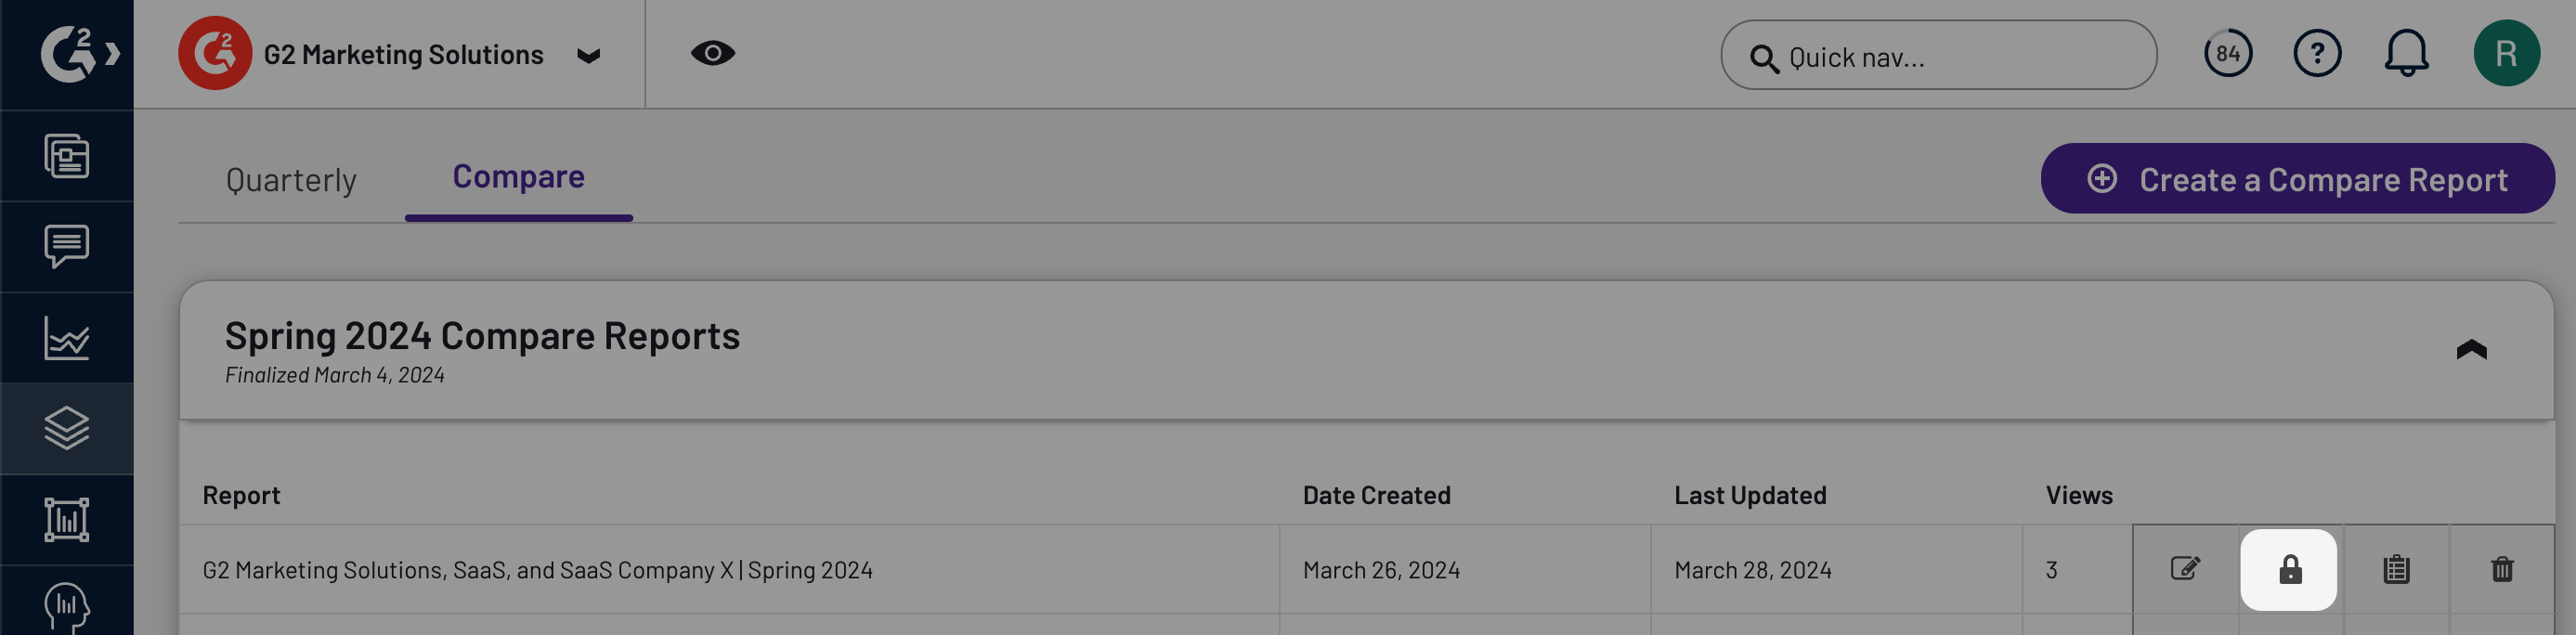 G2 Marketing Solutions
Quick nav...
84
?
R
Quarterly
Compare
Create a Compare Report
Spring 2024 Compare Reports
Finalized March 4, 2024
Report Date Created Last Updated Views
G2 Marketing Solutions, SaaS, and SaaS Company X | Spring 2024 March 26, 2024 March 28, 2024 3